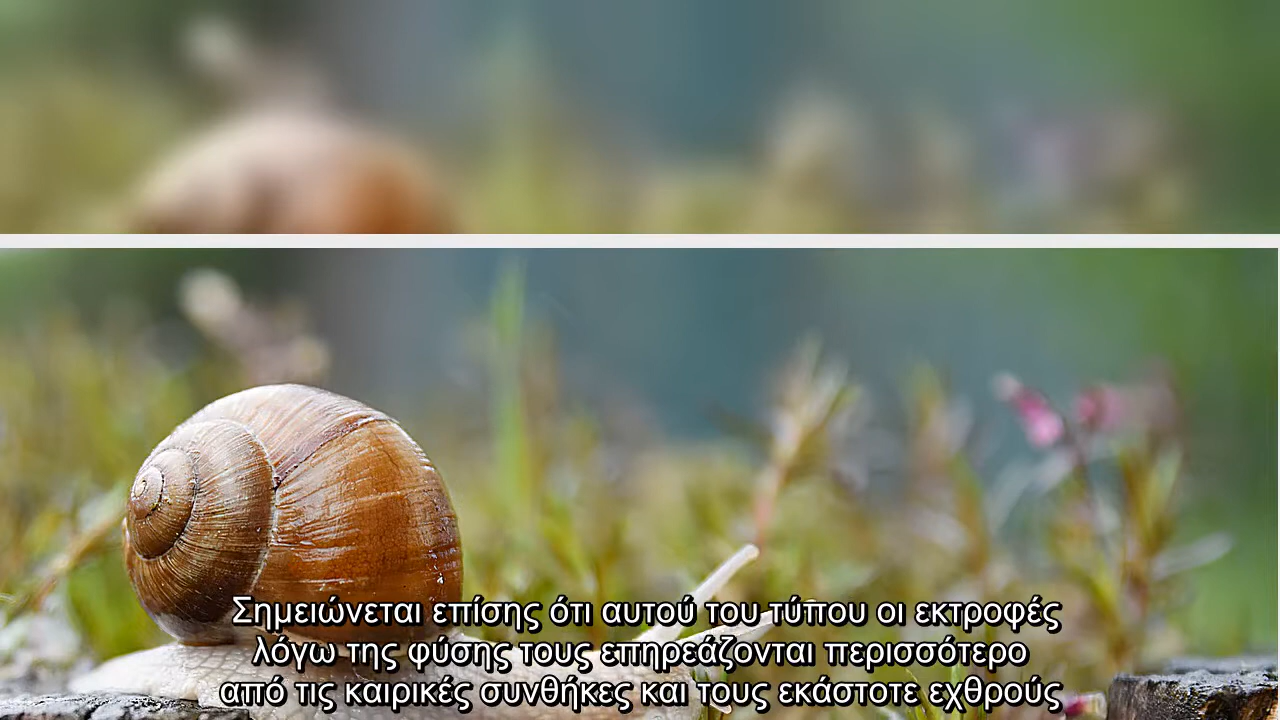 Σημειώνεται επίσης ότι αυτού του τύπου οι εκτροφές
λόγω της φύσης τους επηρεάζονται περισσότερο
από τις καιρικές συνθήκες και τους εκάστοτε εχθρούς